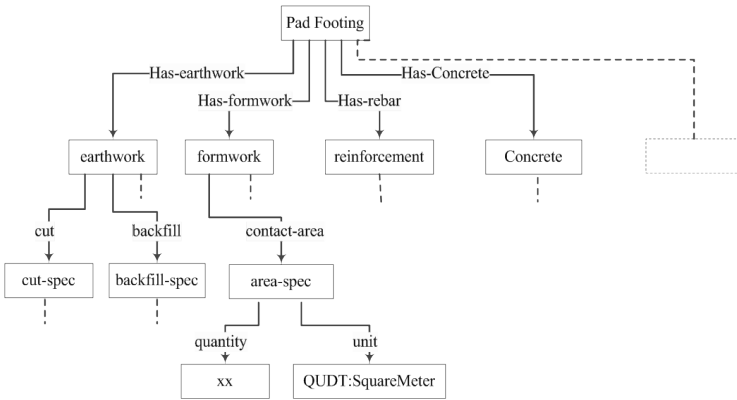 Pad Footing
Has-earthwork
Has-Concrete
Has-formwork
Has-rebar
earthwork
formwork
reinforcement
Concrete
cut
backfill
contact-area
cut-spec
backfill-spec
area-spec
quantity
unit
xx
QUDT:SquareMeter